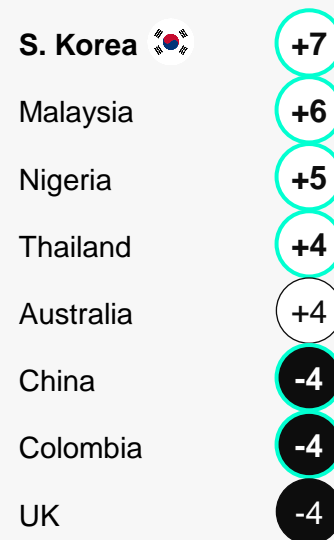 S. Korea +7
Malaysia +6
Nigeria +5
Thailand +4
Australia +4
China -4
Colombia -4
UK -4